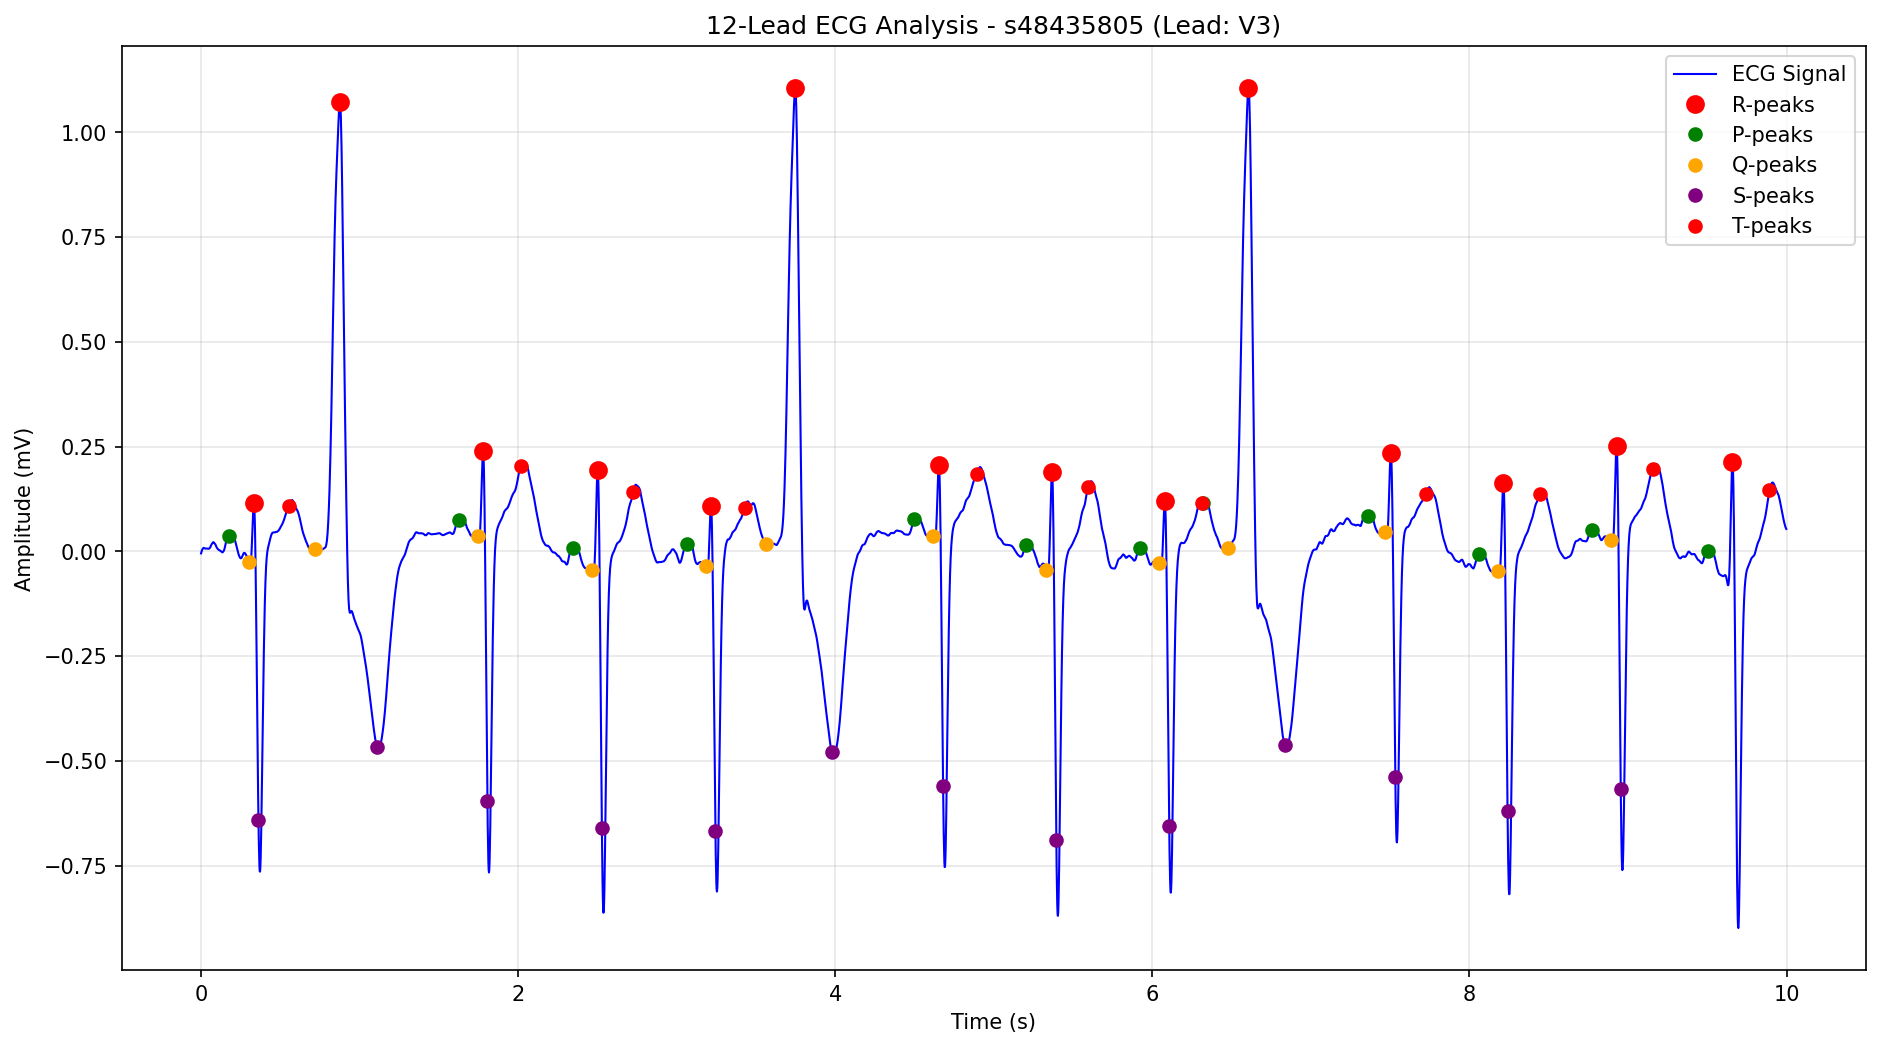 12-Lead ECG Analysis - s48435805 (Lead: V3)
ECG Signal
R-peaks
P-peaks
Q-peaks
S-peaks
T-peaks
Amplitude (mV)
1.00
0.75
0.50
0.25
0.00
−0.25
−0.50
−0.75
0 2 4 6 8 10
Time (s)